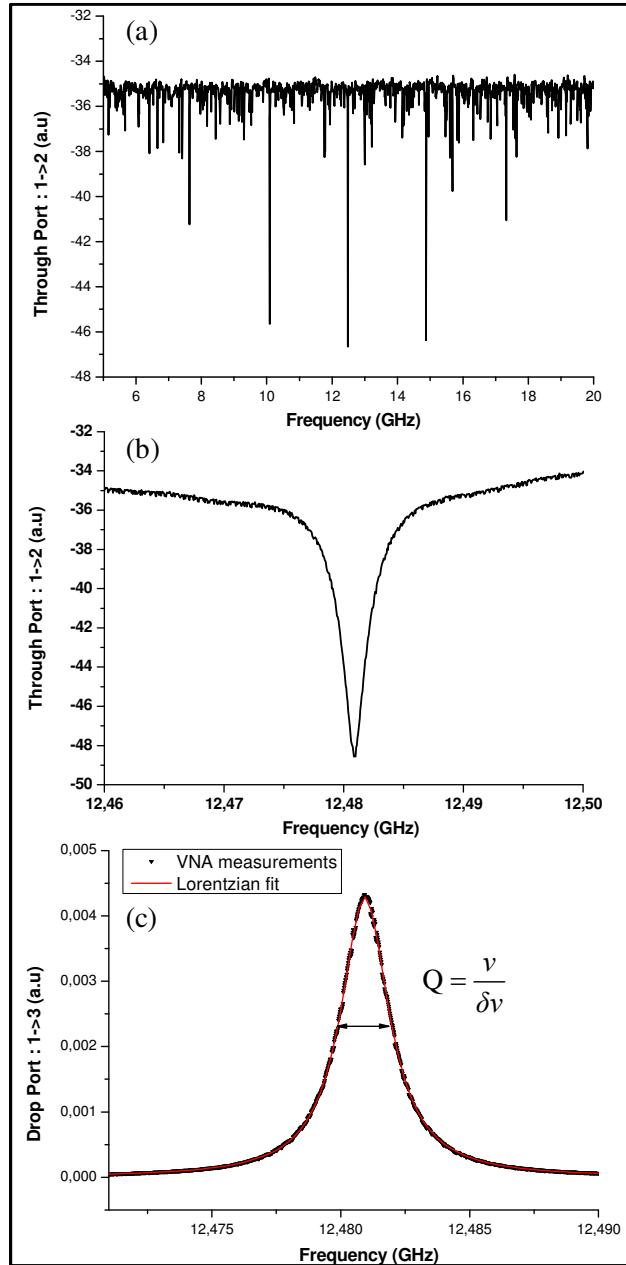 (a)
-32
-34
-36
-38
-40
-42
-44
-46
-48
Through Port : 1->2 (a.u)
6 8 10 12 14 16 18 20
Frequency (GHz)
(b)
-32
-34
-36
-38
-40
-42
-44
-46
-48
-50
Through Port : 1->2 (a.u)
12,46 12,47 12,48 12,49 12,50
Frequency (GHz)
VNA measurements
Lorentzian fit
(c)
0,005
0,004
0,003
0,002
0,001
0,000
Drop Port : 1->3 (a.u)
Q = ν/δν
12,475 12,480 12,485 12,490
Frequency (GHz)